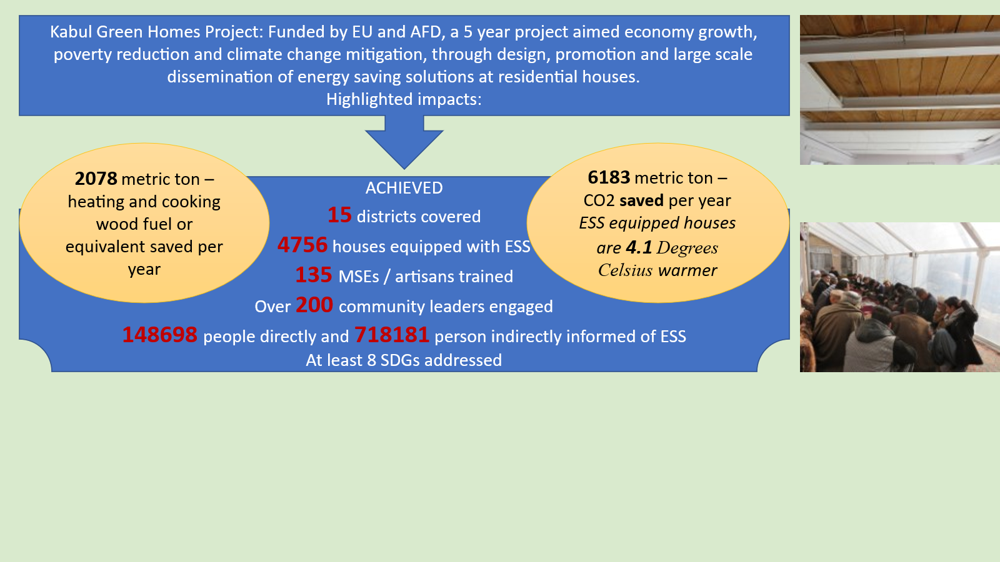 Kabul Green Homes Project: Funded by EU and AFD, a 5 year project aimed economy growth,
poverty reduction and climate change mitigation, through design, promotion and large scale
dissemination of energy saving solutions at residential houses.
Highlighted impacts:
2078 metric ton –
heating and cooking
wood fuel or
equivalent saved per
year
ACHIEVED
15 districts covered
4756 houses equipped with ESS
135 MSEs / artisans trained
Over 200 community leaders engaged
148698 people directly and 718181 person indirectly informed of ESS
At least 8 SDGs addressed
6183 metric ton –
CO2 saved per year
ESS equipped houses
are 4.1 Degrees
Celsius warmer